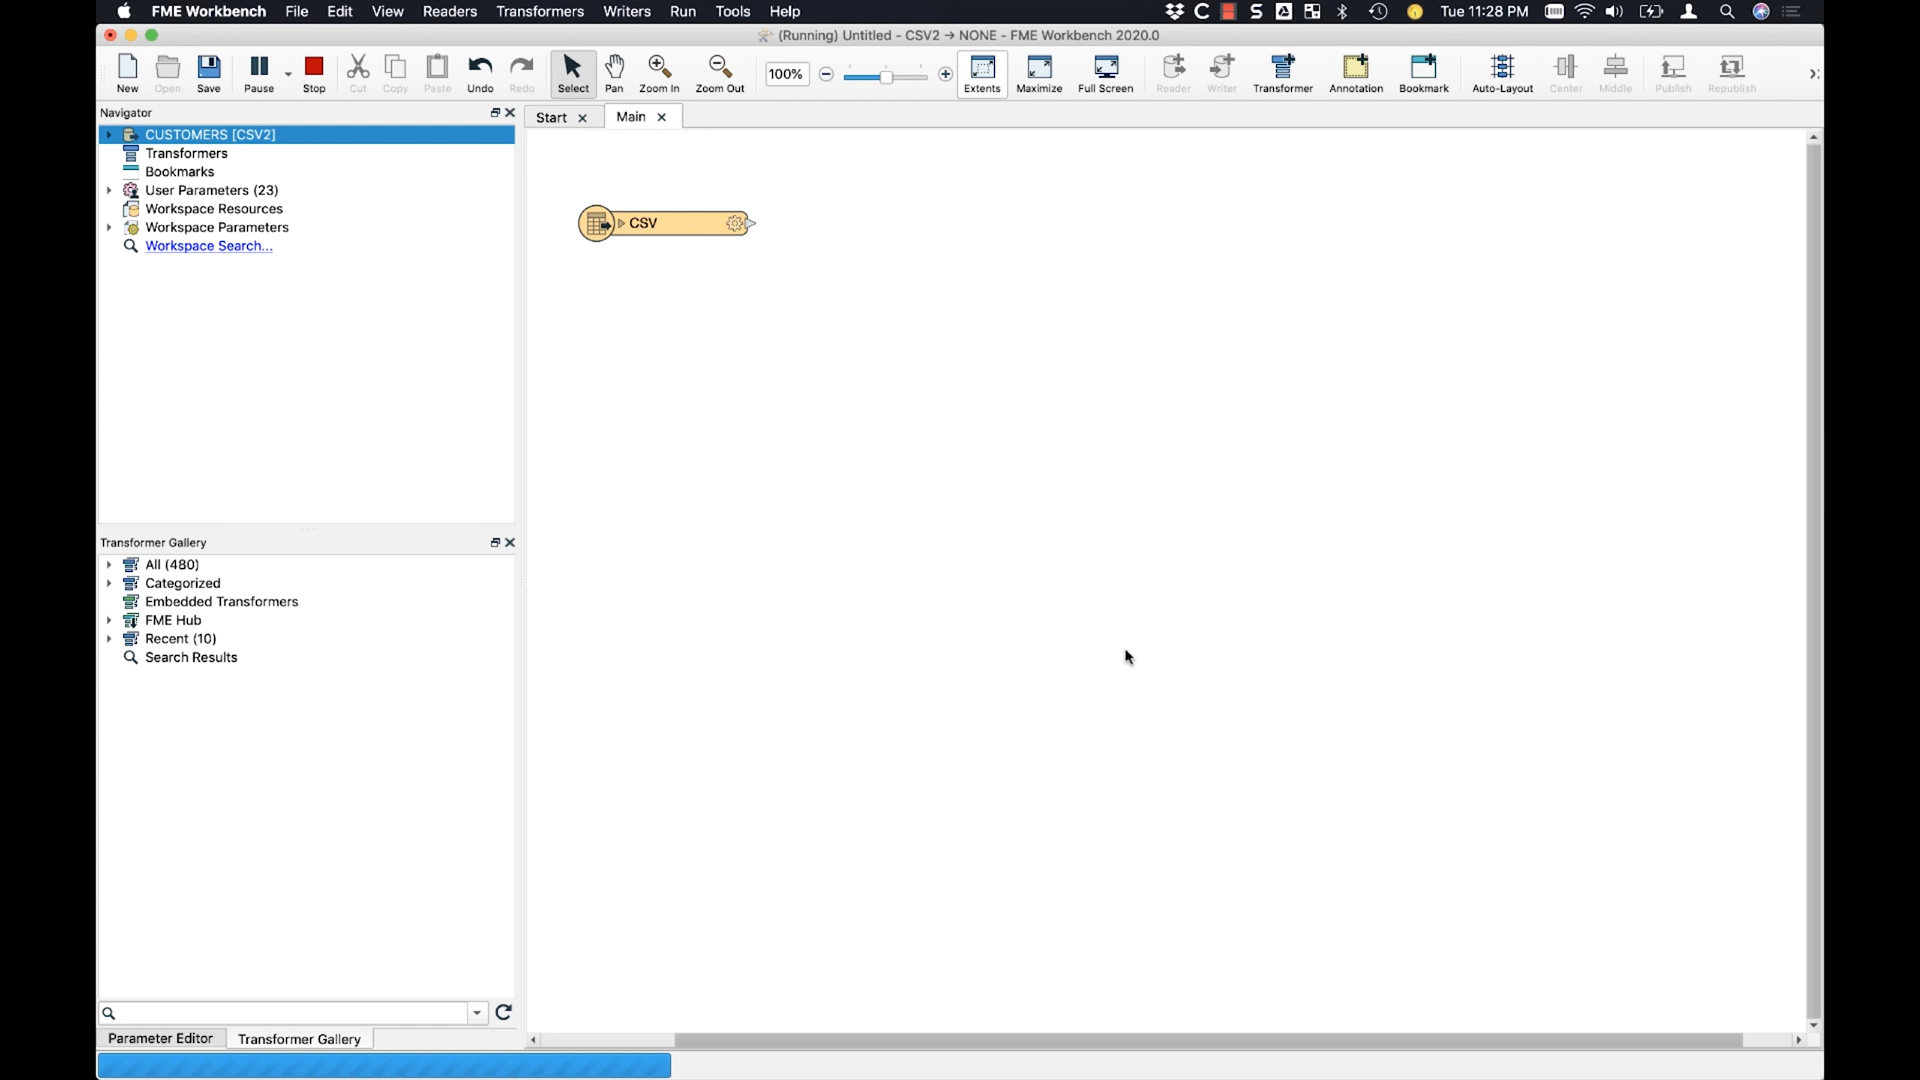 FME Workbench File Edit View Readers Transformers Writers Run Tools Help Tue 11:28 PM
(Running) Untitled - CSV2 → NONE - FME Workbench 2020.0
New Open Save Pause Stop Cut Copy Paste Undo Redo Select Pan Zoom In Zoom Out 100% Extents Maximize Full Screen Reader Writer Transformer Annotation Bookmark Auto-Layout Center Middle Publish Republish
Navigator
Start Main
CUSTOMERS [CSV2]
Transformers
Bookmarks
User Parameters (23)
Workspace Resources
Workspace Parameters
Workspace Search...
CSV
Transformer Gallery
All (480)
Categorized
Embedded Transformers
FME Hub
Recent (10)
Search Results
Parameter Editor Transformer Gallery